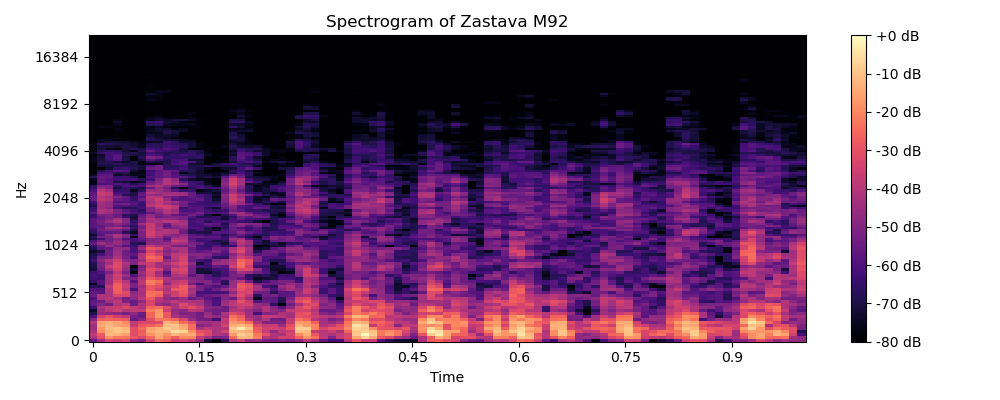 Spectrogram of Zastava M92
Hz
16384
8192
4096
2048
1024
512
0
0 0.15 0.3 0.45 0.6 0.75 0.9
Time
+0 dB
-10 dB
-20 dB
-30 dB
-40 dB
-50 dB
-60 dB
-70 dB
-80 dB